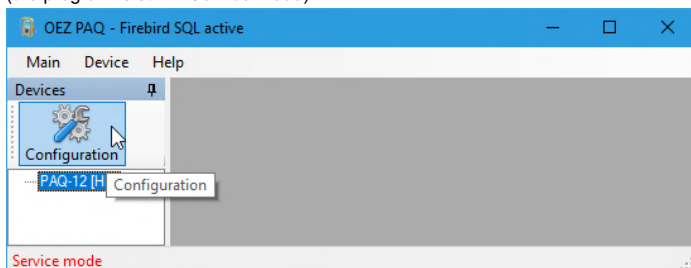 OEZ PAQ - Firebird SQL active
Main Device Help
Devices
Configuration
PAQ-12 [H
Configuration
Service mode